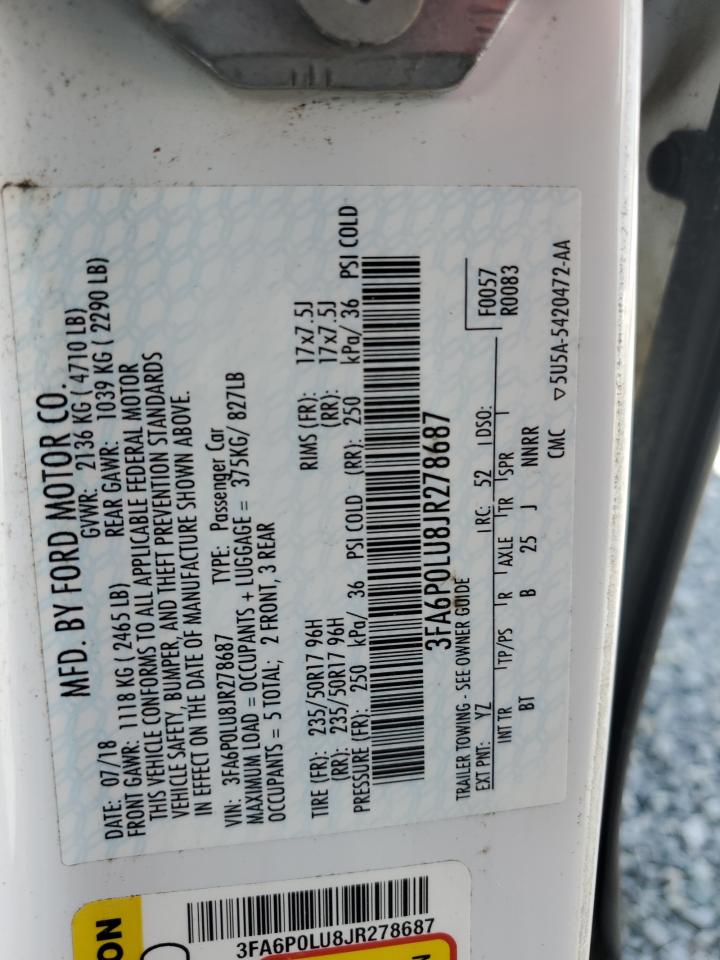 MFD. BY FORD MOTOR CO.
DATE: 07/18 GVWR: 2136 KG ( 4710 LB)
FRONT GAWR: 1118 KG ( 2465 LB) REAR GAWR: 1039 KG ( 2290 LB)
THIS VEHICLE CONFORMS TO ALL APPLICABLE FEDERAL MOTOR
VEHICLE SAFETY, BUMPER, AND THEFT PREVENTION STANDARDS
IN EFFECT ON THE DATE OF MANUFACTURE SHOWN ABOVE.
VIN: 3FA6P0LU8JR278687 TYPE: Passenger Car
MAXIMUM LOAD = OCCUPANTS + LUGGAGE = 375KG/ 827LB
OCCUPANTS = 5 TOTAL; 2 FRONT, 3 REAR
TIRE (FR): 235/50R17 96H RIMS (FR): 17x7.5J
(RR): 235/50R17 96H (RR): 17x7.5J
PRESSURE (FR): 250 kPa/ 36 PSI COLD (RR): 250 kPa/ 36 PSI COLD
3FA6P0LU8JR278687
TRAILER TOWING - SEE OWNER GUIDE
EXT PNT: YZ RC: 52 DSO: F0057
R0083
INT TR TP/PS R AXLE TR SPR
BT B 25 J NNRR
CMC ▽5U5A-5420472-AA
ON
3FA6P0LU8JR278687